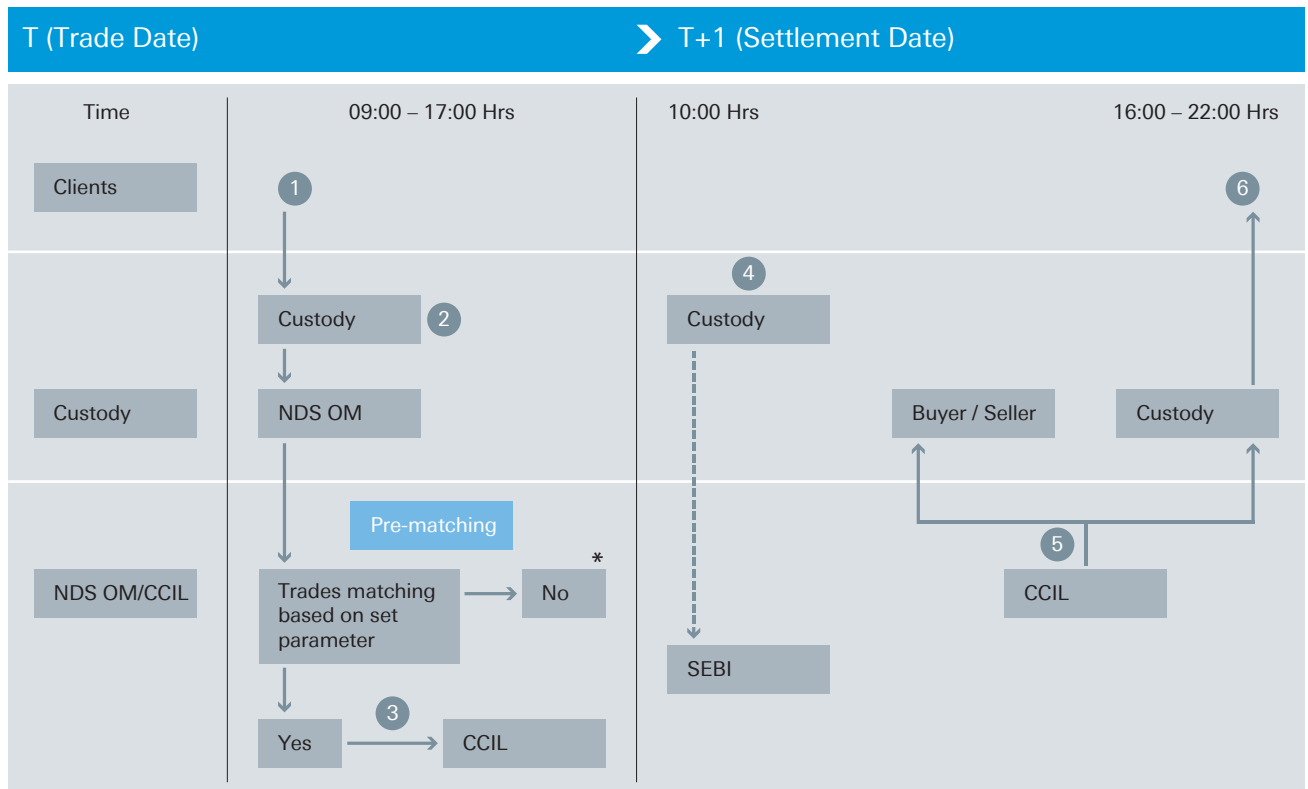 T (Trade Date)
T+1 (Settlement Date)
Time
09:00 – 17:00 Hrs
10:00 Hrs
16:00 – 22:00 Hrs
Clients
1
6
4
Custody
2
Custody
Custody
NDS OM
Buyer / Seller
Custody
Pre-matching
5
*
NDS OM/CCIL
Trades matching
based on set
parameter
No
CCIL
SEBI
3
Yes
CCIL